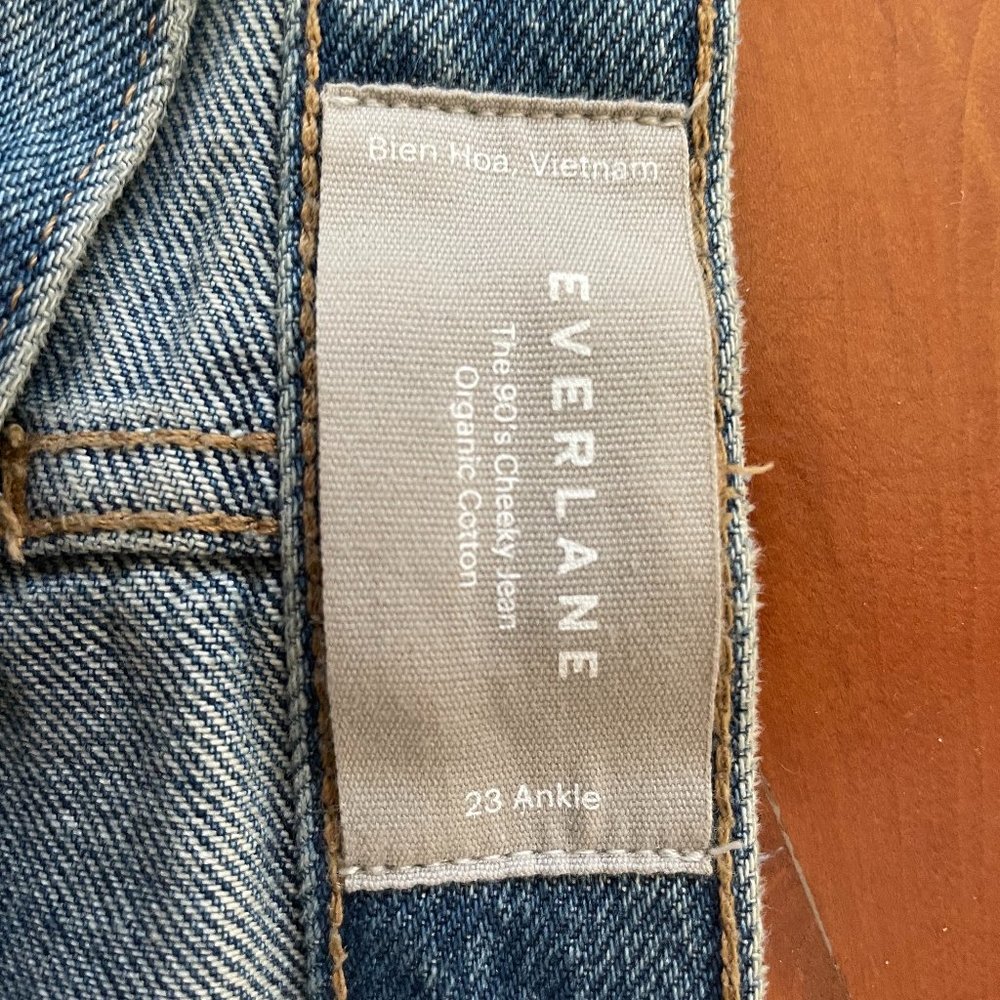 Bien Hoa, Vietnam
EVERLANE
The 90's Cheeky Jean
Organic Cotton
23 Ankle